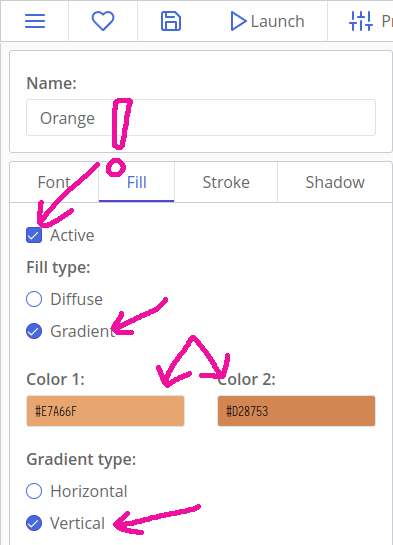 Launch
Name:
Orange
Font Fill Stroke Shadow
Active
Fill type:
Diffuse
Gradient
Color 1: Color 2:
#E7A66F #D28753
Gradient type:
Horizontal
Vertical